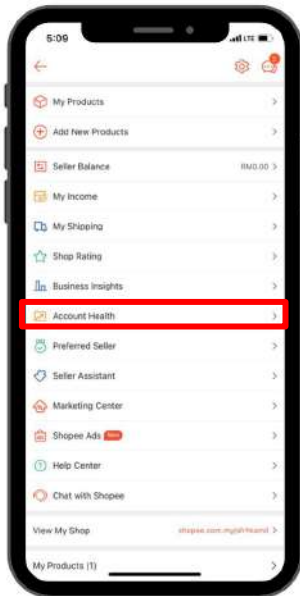 5:09
LTE
My Products
Add New Products
Seller Balance RM0.00
My Income
My Shipping
Shop Rating
Business Insights
Account Health
Preferred Seller
Seller Assistant
Marketing Center
Shopee Ads New
Help Center
Chat with Shopee
View My Shop
My Products (1)